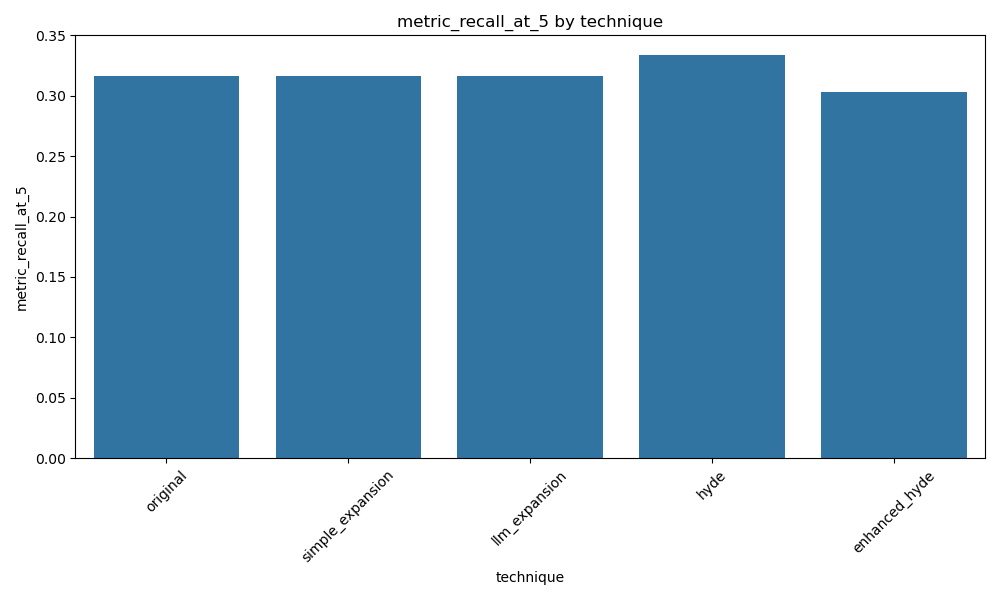 metric_recall_at_5 by technique
metric_recall_at_5
0.35
0.30
0.25
0.20
0.15
0.10
0.05
0.00
original
simple_expansion
llm_expansion
hyde
enhanced_hyde
technique